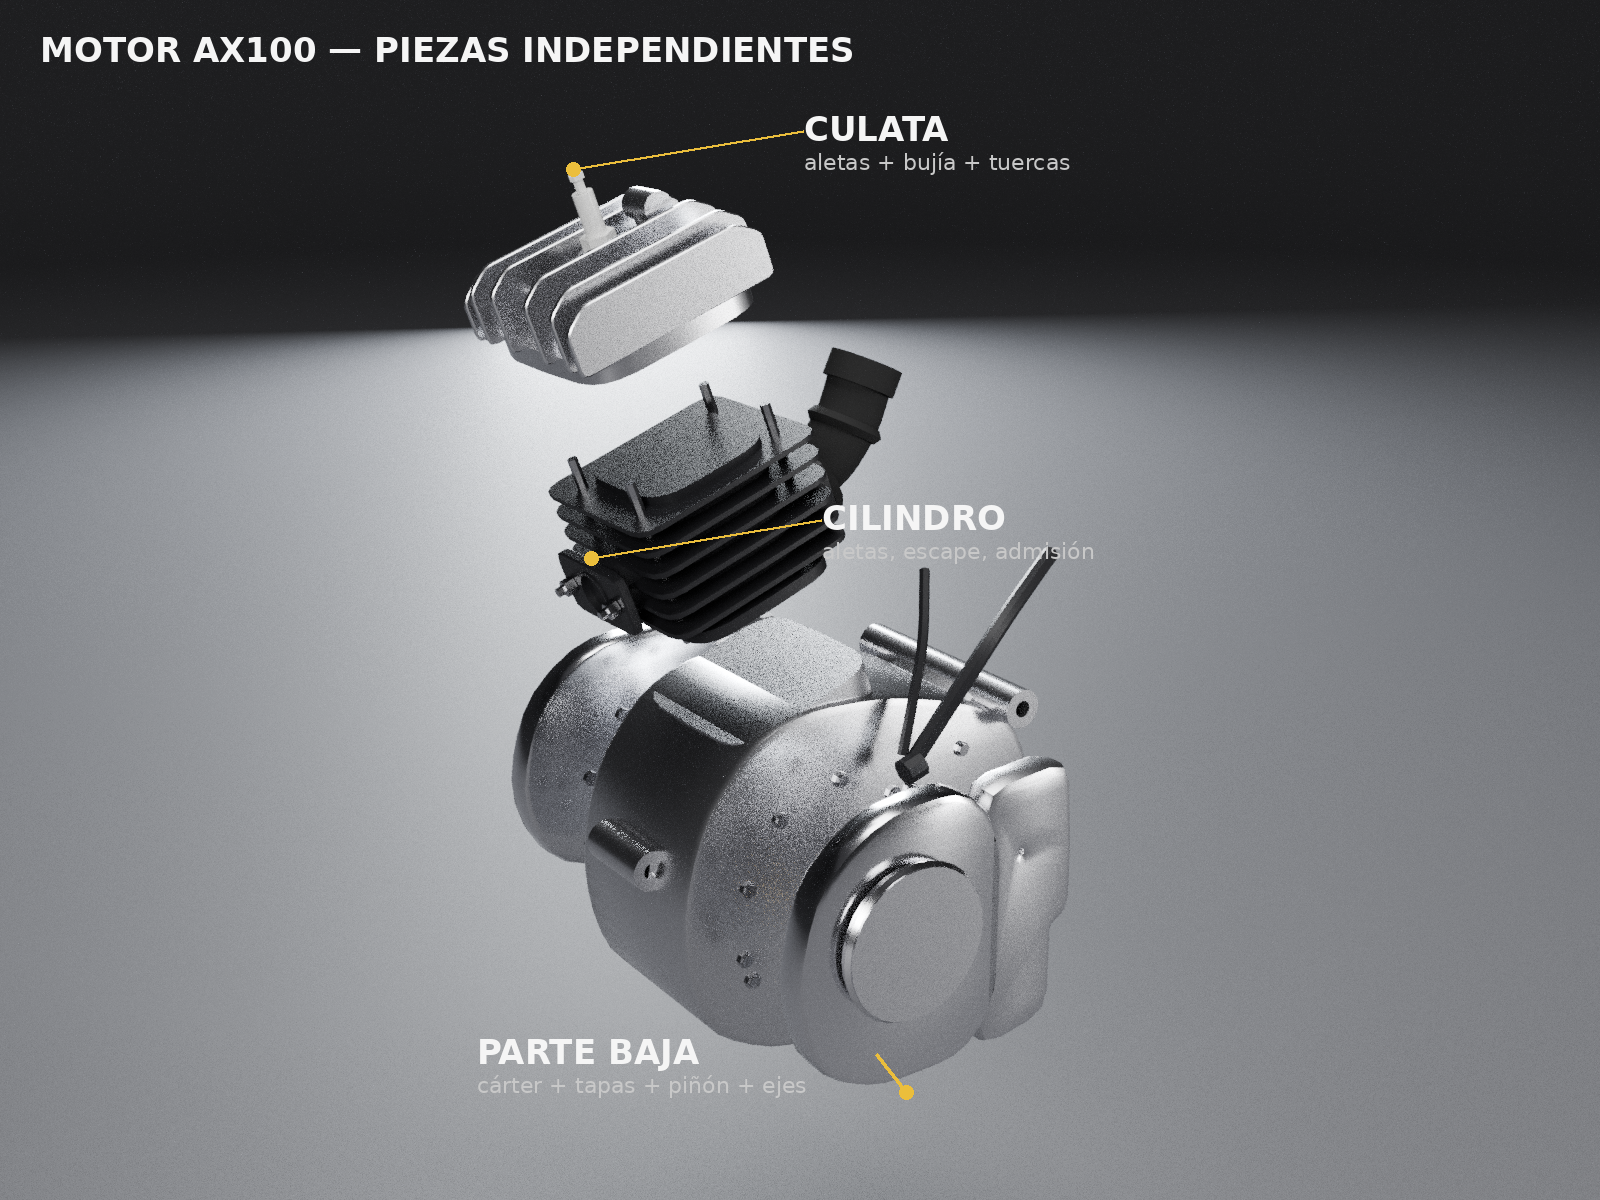 MOTOR AX100 — PIEZAS INDEPENDIENTES
CULATA
aletas + bujía + tuercas
CILINDRO
aletas, escape, admisión
PARTE BAJA
cárter + tapas + piñón + ejes